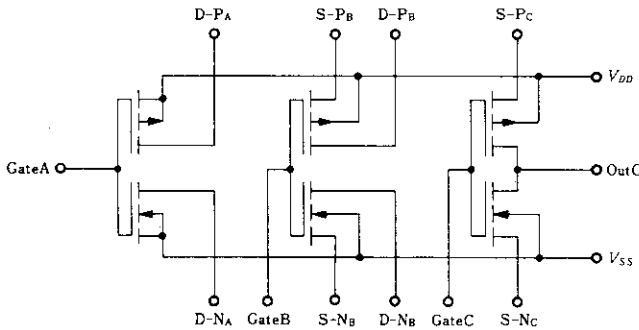 D-PA S-PB D-PB S-PC
VDD
GateA OutC
VSS
D-NA GateB S-NB D-NB GateC S-NC